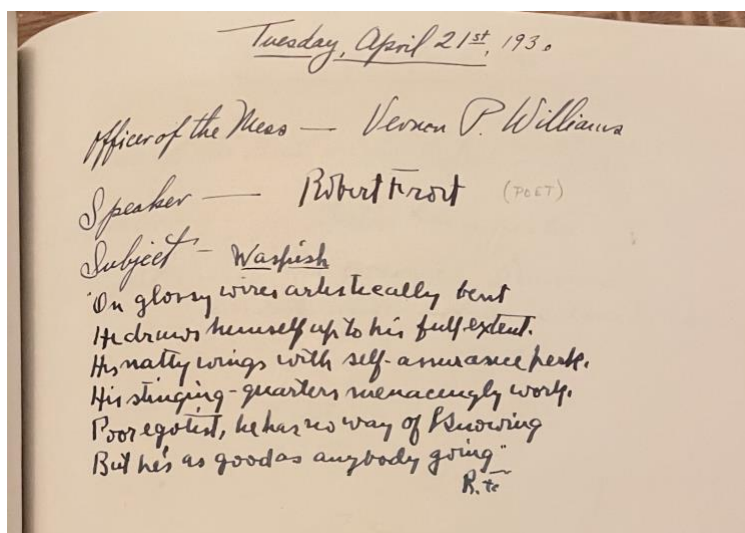 Tuesday, April 21st, 193.
Officer of the Mess — Vernon P. Williams
Speaker — Robert Frost (POET)
Subject - Waspish
"On glossy wires artistically bent
He draws himself up to his full extent.
His natty wings with self-assurance perk.
His stinging-quarters menacingly work.
Poor egotist, he has no way of knowing
But he's as good as anybody going"
R.F.